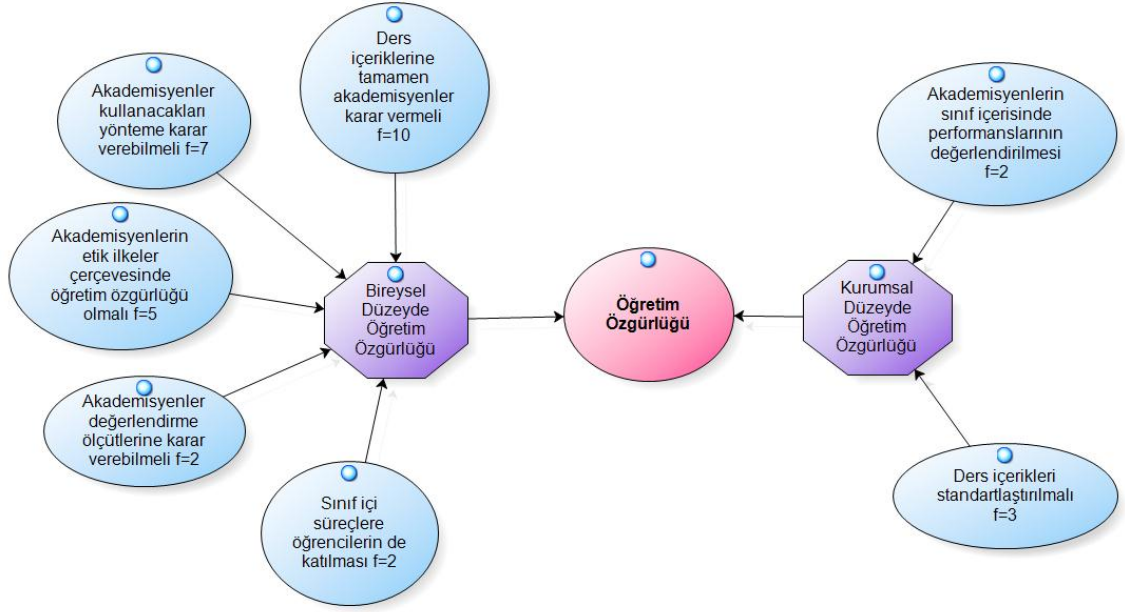 Akademisyenler
kullanacakları
yönteme karar
verebilmeli f=7
Ders
içeriklerine
tamamen
akademisyenler
karar vermeli
f=10
Akademisyenlerin
sınıf içerisinde
performanslarının
değerlendirilmesi
f=2
Akademisyenlerin
etik ilkeler
çerçevesinde
öğretim özgürlüğü
olmalı f=5
Bireysel
Düzeyde
Öğretim
Özgürlüğü
Öğretim
Özgürlüğü
Kurumsal
Düzeyde
Öğretim
Özgürlüğü
Akademisyenler
değerlendirme
ölçütlerine karar
verebilmeli f=2
Sınıf içi
süreçlere
öğrencilerin de
katılması f=2
Ders içerikleri
standartlaştırılmalı
f=3